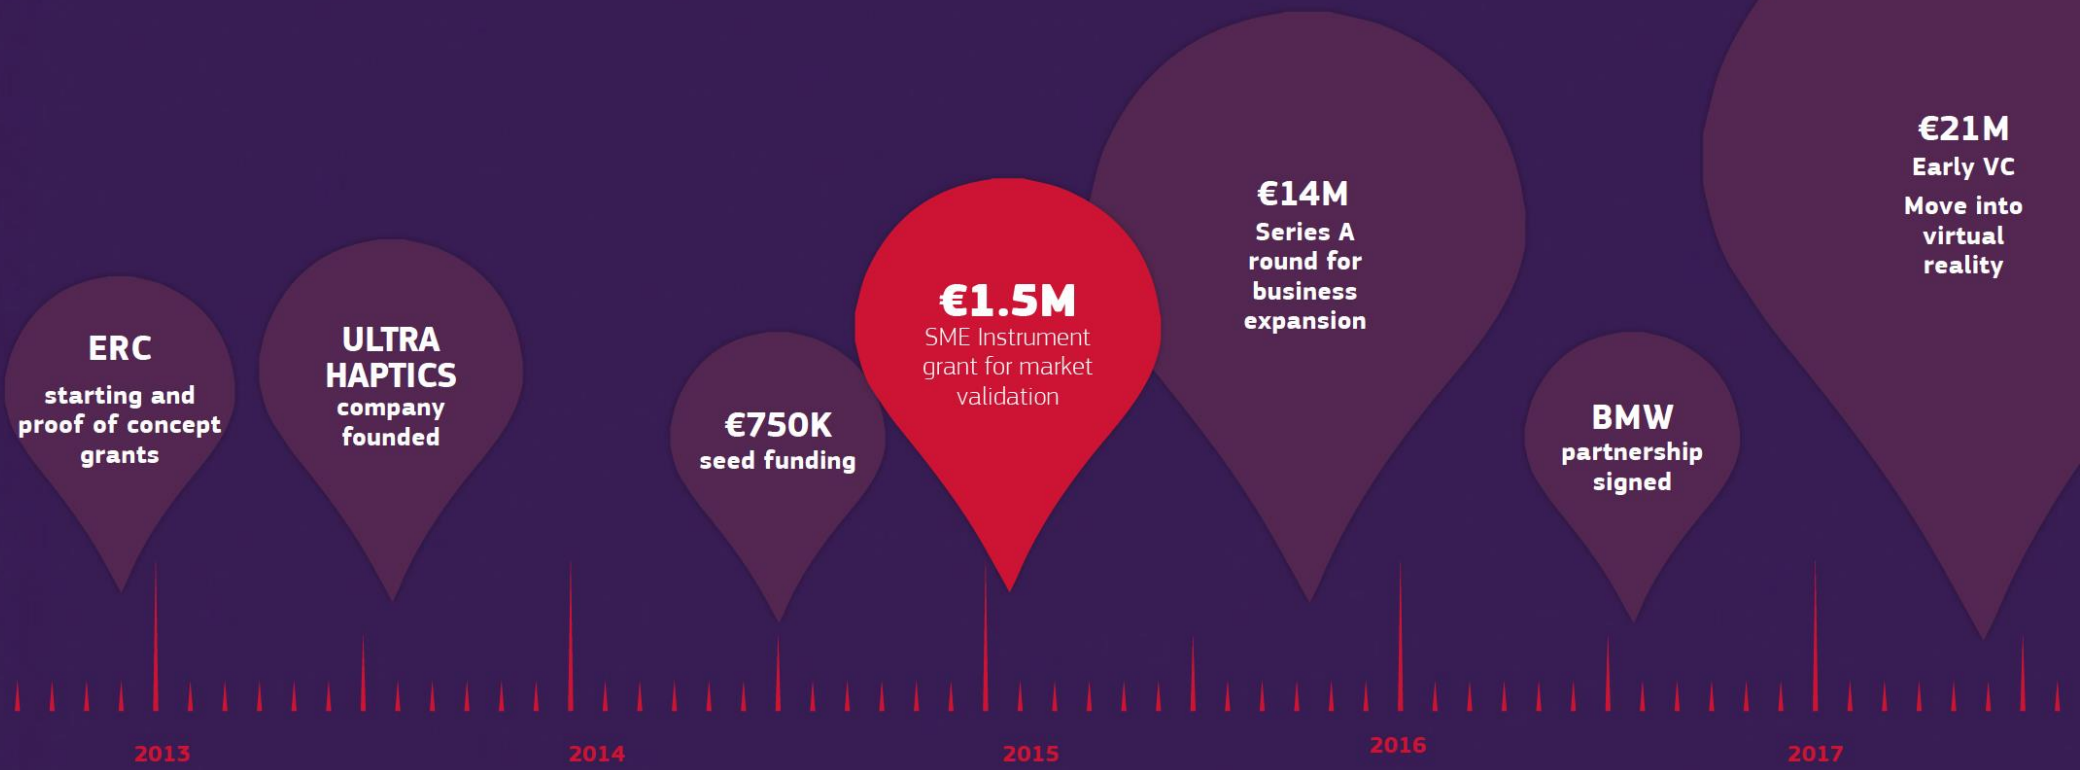 ERC
starting and
proof of concept
grants
ULTRA
HAPTICS
company
founded
€750K
seed funding
€1.5M
SME Instrument
grant for market
validation
€14M
Series A
round for
business
expansion
BMW
partnership
signed
€21M
Early VC
Move into
virtual
reality
2013
2014
2015
2016
2017